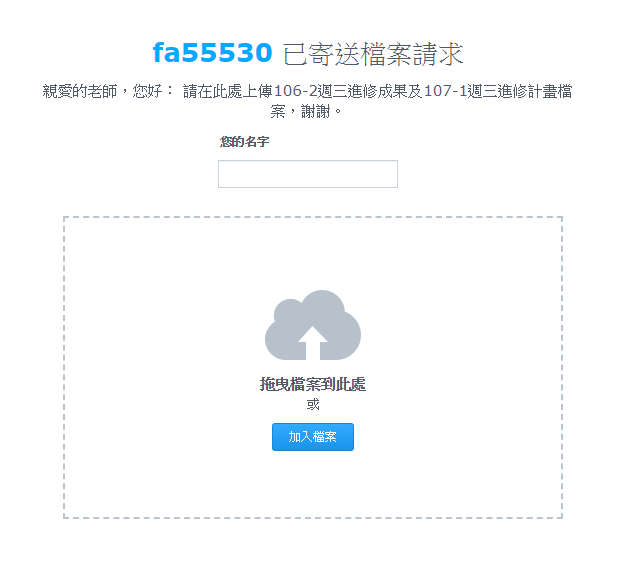 fa55530 已寄送檔案請求
親愛的老師，您好： 請在此處上傳106-2週三進修成果及107-1週三進修計畫檔
案，謝謝。
您的名字
拖曳檔案到此處
或
加入檔案